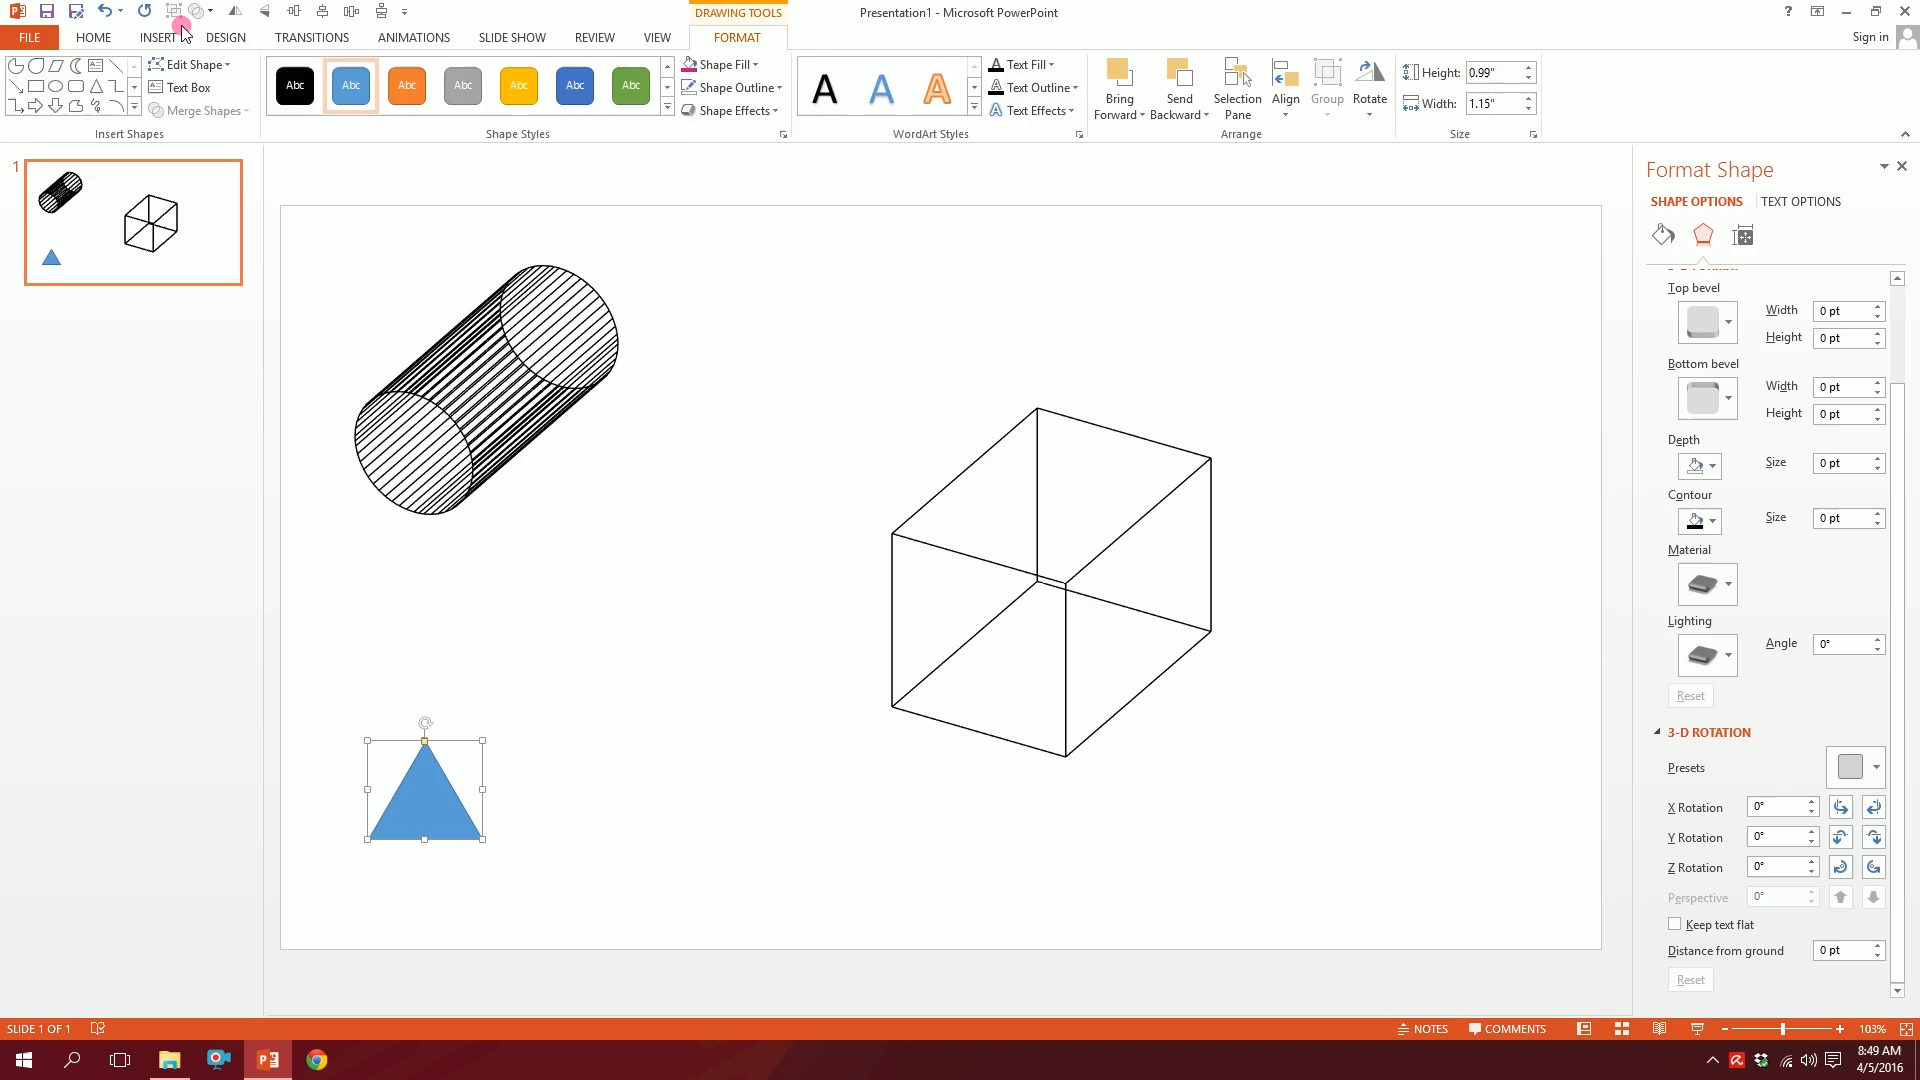 DRAWING TOOLS
Presentation1 - Microsoft PowerPoint
?
FILE
HOME
INSERT
DESIGN
TRANSITIONS
ANIMATIONS
SLIDE SHOW
REVIEW
VIEW
FORMAT
Sign in
Edit Shape
Text Box
Merge Shapes
Insert Shapes
Abc Abc Abc Abc Abc Abc Abc
Shape Fill
Shape Outline
Shape Effects
Shape Styles
A A A
Text Fill
Text Outline
Text Effects
WordArt Styles
Bring
Forward
Send
Backward
Selection
Pane
Align
Group
Rotate
Arrange
Height: 0.99"
Width: 1.15"
Size
1
Format Shape
SHAPE OPTIONS
TEXT OPTIONS
Top bevel
Width 0 pt
Height 0 pt
Bottom bevel
Width 0 pt
Height 0 pt
Depth
Size 0 pt
Contour
Size 0 pt
Material
Lighting
Angle 0°
Reset
3-D ROTATION
Presets
X Rotation 0°
Y Rotation 0°
Z Rotation 0°
Perspective 0°
Keep text flat
Distance from ground 0 pt
Reset
SLIDE 1 OF 1
NOTES
COMMENTS
103%
8:49 AM
4/5/2016